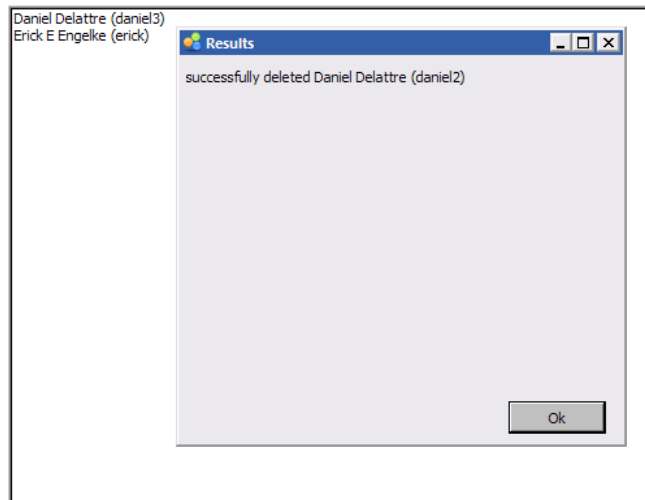 Daniel Delattre (daniel3)
Erick E Engelke (erick)
Results
successfully deleted Daniel Delattre (daniel2)
Ok